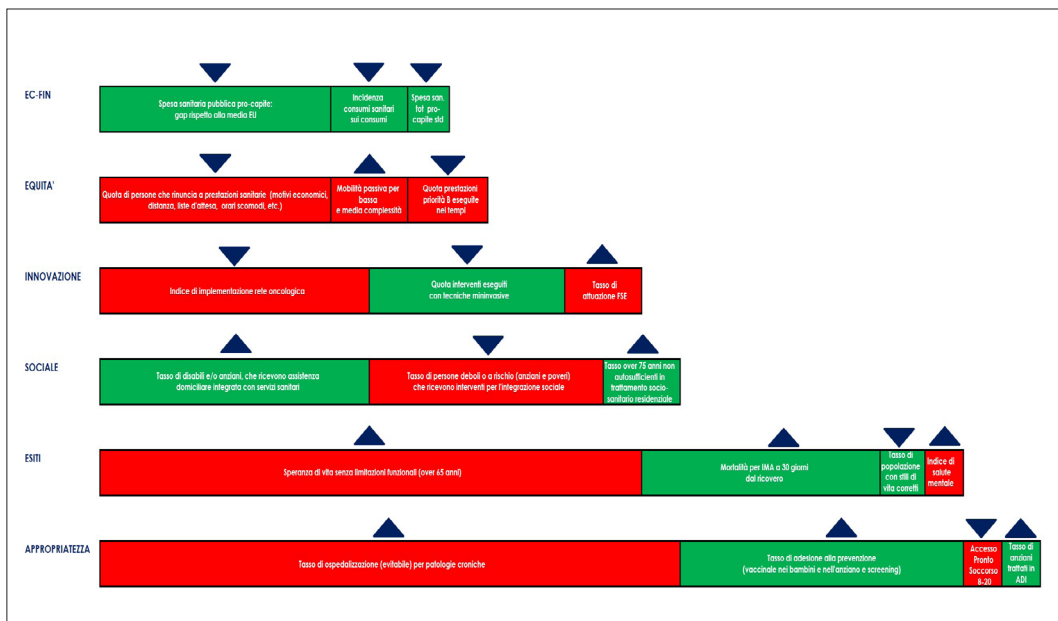 EC-FIN
Spesa sanitaria pubblica pro-capite:
gap rispetto alla media EU
Incidenza
consumi sanitari
sui consumi
Spesa san.
tot pro-
capite std
EQUITA'
Quota di persone che rinuncia a prestazioni sanitarie (motivi economici,
distanza, liste d'attesa, orari scomodi, etc.)
Mobilità passiva per
bassa
e media complessità
Quota prestazioni
priorità B eseguite
nei tempi
INNOVAZIONE
Indice di implementazione rete oncologica
Quota interventi eseguiti
con tecniche mininvasive
Tasso di
attuazione FSE
SOCIALE
Tasso di disabili e/o anziani, che ricevono assistenza
domiciliare integrata con servizi sanitari
Tasso di persone deboli o a rischio (anziani e poveri)
che ricevono interventi per l'integrazione sociale
Tasso over 75 anni non
autosufficienti in
trattamento socio-
sanitario residenziale
ESITI
Speranza di vita senza limitazioni funzionali (over 65 anni)
Mortalità per IMA a 30 giorni
dal ricovero
Tasso di
popolazione
con stili di
vita corretti
Indice di
salute
mentale
APPROPRIATEZZA
Tasso di ospedalizzazione (evitabile) per patologie croniche
Tasso di adesione alla prevenzione
(vaccinale nei bambini e nell'anziano e screening)
Accesso
Pronto
Soccorso
8-20
Tasso di
anziani
trattati in
ADI